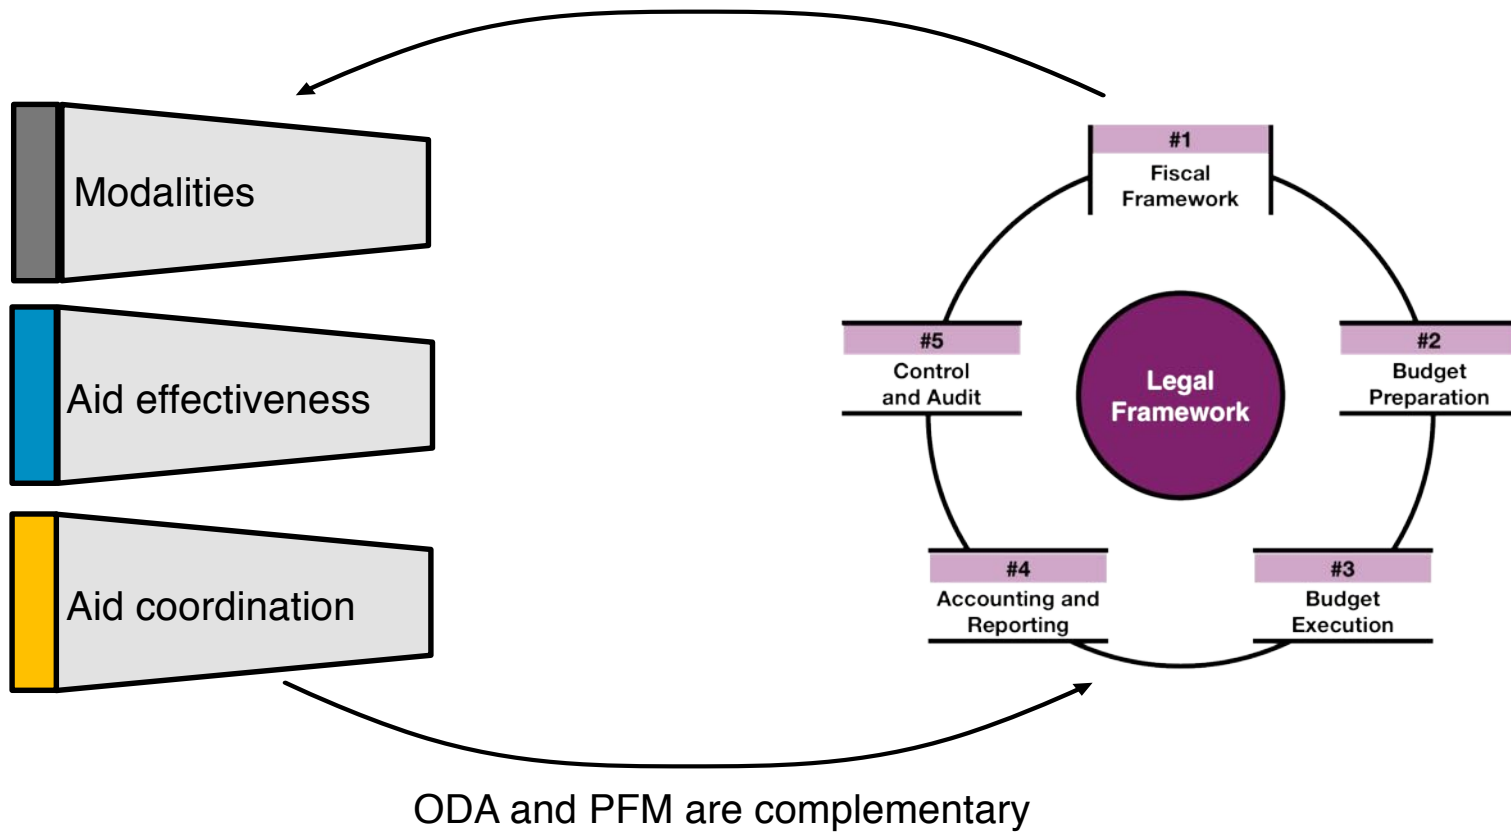 Modalities
Aid effectiveness
Aid coordination
#1
Fiscal
Framework
#2
Budget
Preparation
#3
Budget
Execution
#4
Accounting and
Reporting
#5
Control
and Audit
Legal
Framework
ODA and PFM are complementary